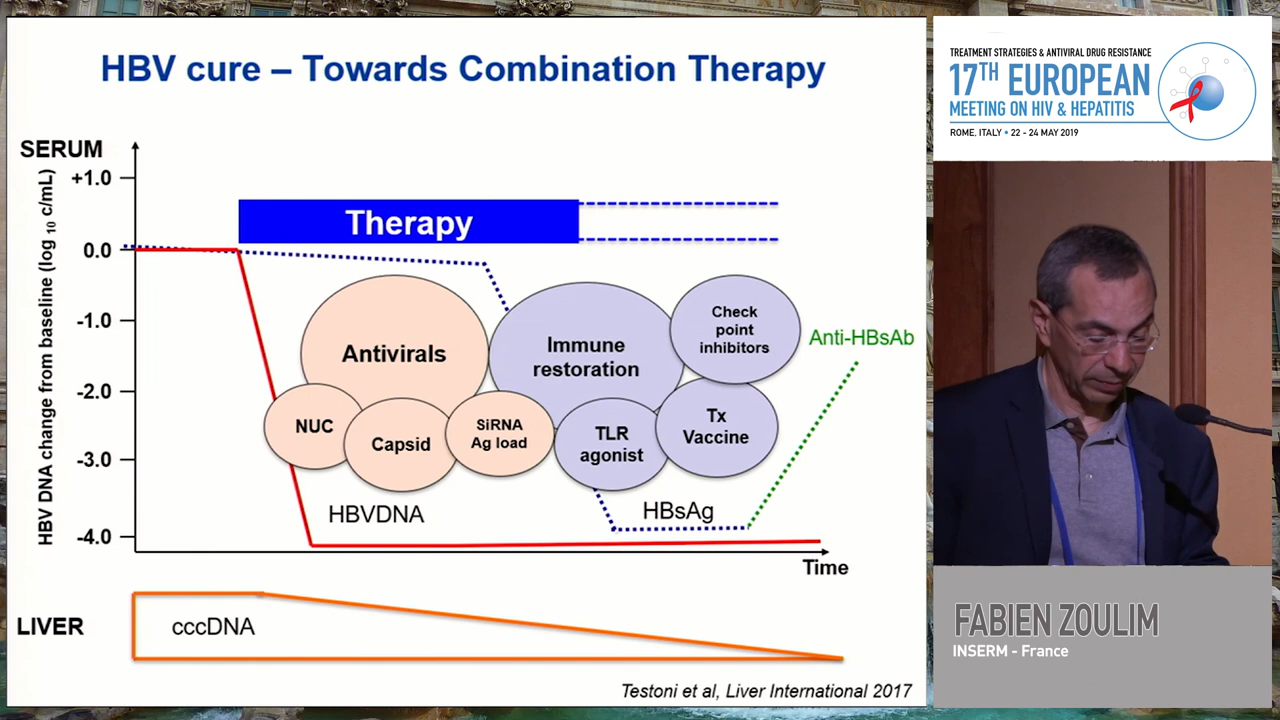 HBV cure – Towards Combination Therapy
SERUM
HBV DNA change from baseline (log 10 c/mL)
+1.0
0.0
-1.0
-2.0
-3.0
-4.0
Therapy
Antivirals
NUC
Capsid
SiRNA
Ag load
Immune
restoration
TLR
agonist
Check
point
inhibitors
Tx
Vaccine
Anti-HBsAb
HBVDNA
HBsAg
Time
LIVER
cccDNA
Testoni et al, Liver International 2017
TREATMENT STRATEGIES & ANTIVIRAL DRUG RESISTANCE
17TH EUROPEAN
MEETING ON HIV & HEPATITIS
ROME, ITALY • 22 - 24 MAY 2019
FABIEN ZOULIM
INSERM - France